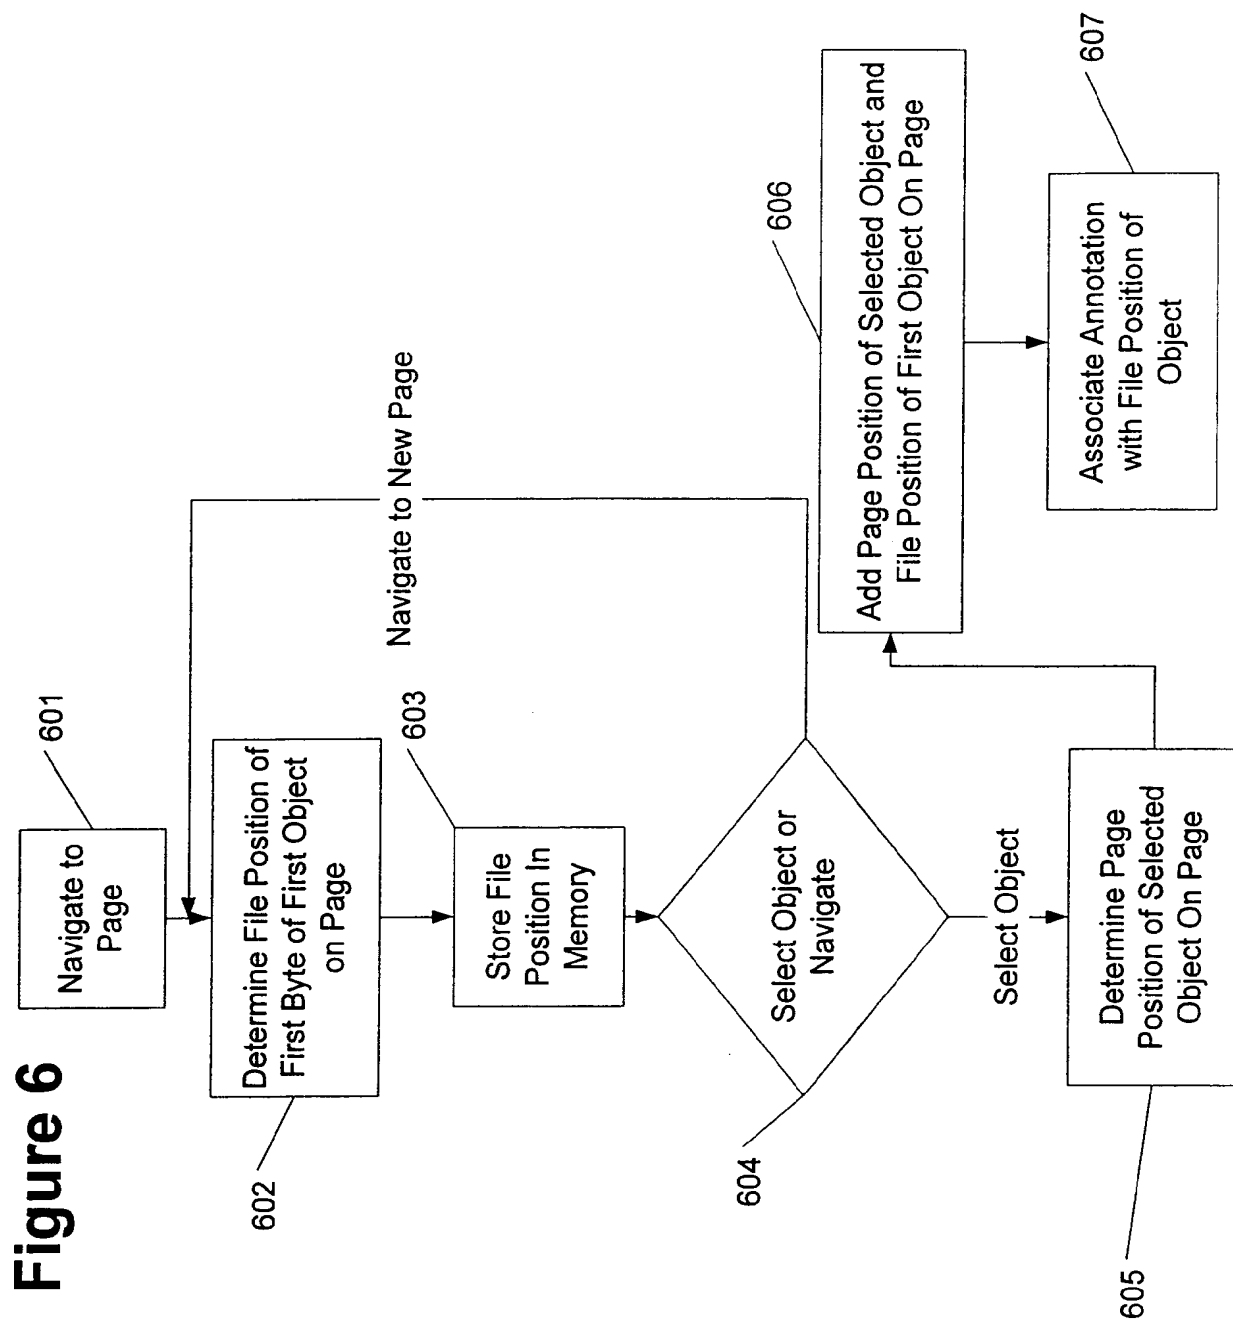 Figure 6
601
Navigate to
Page
602
Determine File Position of
First Byte of First Object
on Page
603
Store File
Position In
Memory
Navigate to New Page
604
Select Object or
Navigate
Select Object
605
Determine Page
Position of Selected
Object On Page
606
Add Page Position of Selected Object and
File Position of First Object On Page
607
Associate Annotation
with File Position of
Object